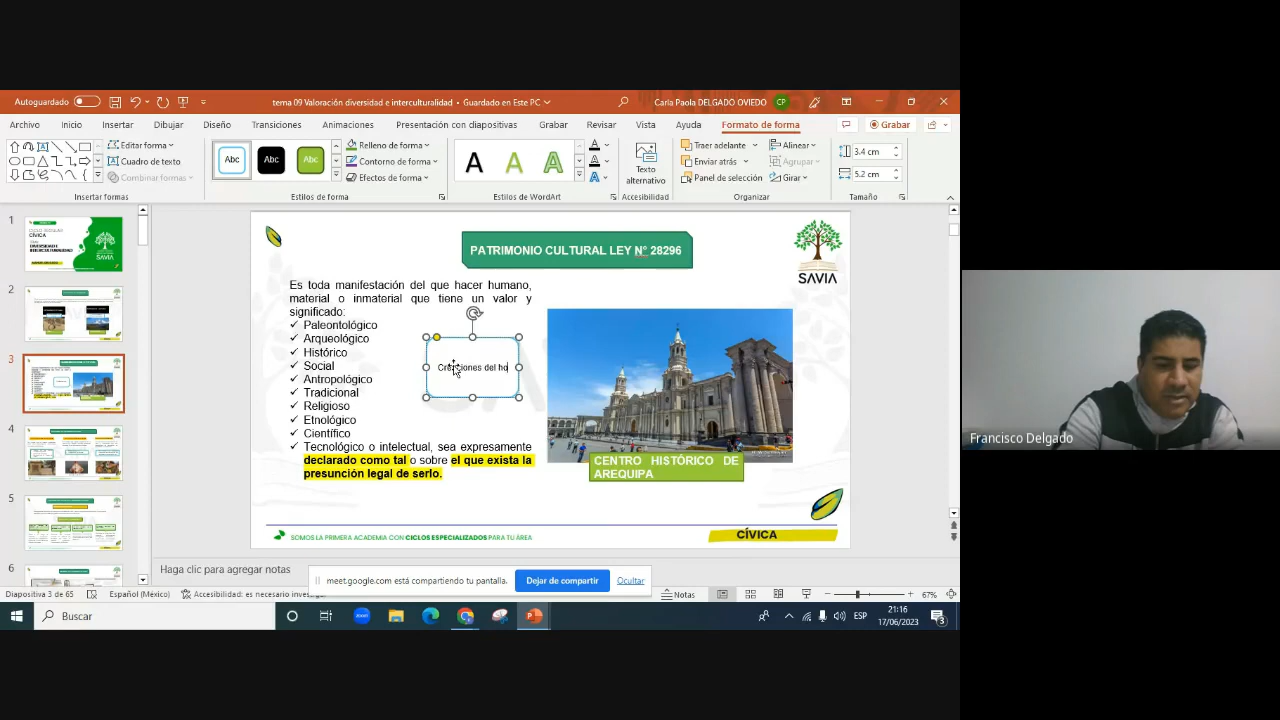 Autoguardado
tema 09 Valoración diversidad e interculturalidad • Guardado en Este PC
Carla Paola DELGADO OVIEDO
CP
Archivo Inicio Insertar Dibujar Diseño Transiciones Animaciones Presentación con diapositivas Grabar Revisar Vista Ayuda Formato de forma
Grabar
Editar forma
Cuadro de texto
Combinar formas
Insertar formas
Abc Abc Abc
Relleno de forma
Contorno de forma
Efectos de forma
Estilos de forma
A A A
Estilos de WordArt
Texto
alternativo
Accesibilidad
Traer adelante
Enviar atrás
Panel de selección
Alinear
Agrupar
Girar
Organizar
3.4 cm
5.2 cm
Tamaño
1
2
3
4
5
6
PATRIMONIO CULTURAL LEY N° 28296
SAVIA
Es toda manifestación del que hacer humano,
material o inmaterial que tiene un valor y
significado:
✓ Paleontológico
✓ Arqueológico
✓ Histórico
✓ Social
✓ Antropológico
✓ Tradicional
✓ Religioso
✓ Etnológico
✓ Científico
✓ Tecnológico o intelectual, sea expresamente
declarado como tal o sobre el que exista la
presunción legal de serlo.
Creaciones del ho
CENTRO HISTÓRICO DE
AREQUIPA
SOMOS LA PRIMERA ACADEMIA CON CICLOS ESPECIALIZADOS PARA TU ÁREA
CÍVICA
Haga clic para agregar notas
meet.google.com está compartiendo tu pantalla.
Dejar de compartir
Ocultar
Diapositiva 3 de 65
Español (México)
Accesibilidad: es necesario investigar
Notas
67%
Buscar
zoom
ESP
21:16
17/06/2023
3
Francisco Delgado